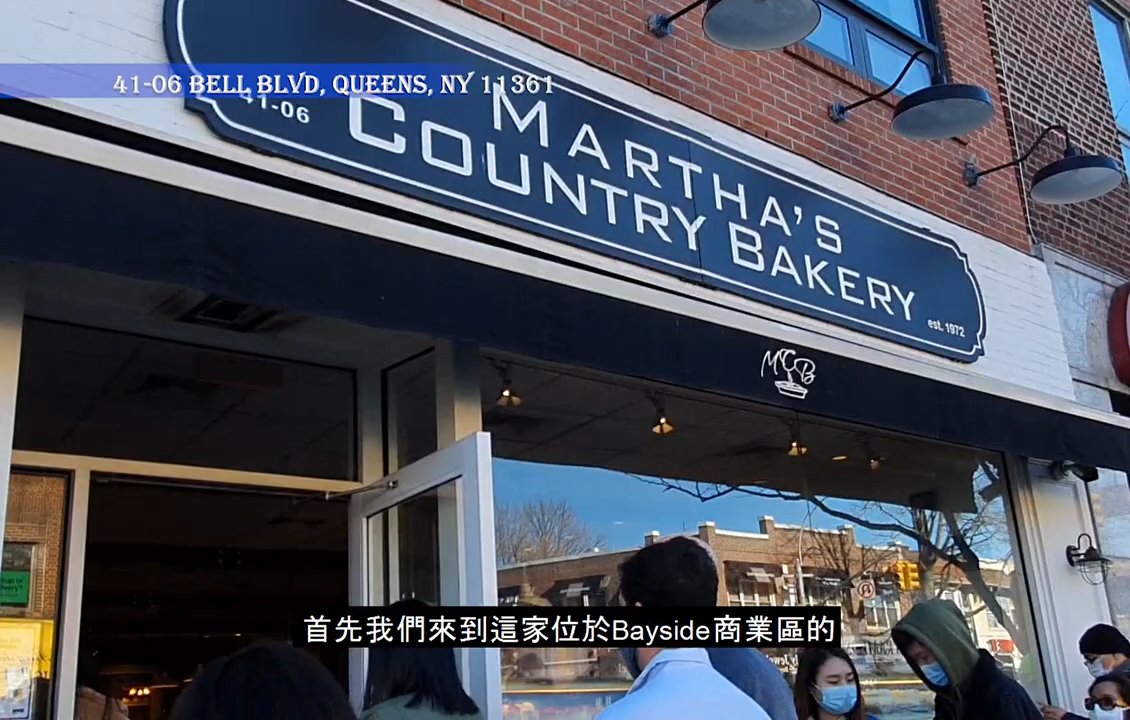 41-06 BELL BLVD, QUEENS, NY 11361
41-06
MARTHA'S
COUNTRY BAKERY
est. 1972
MCB
首先我們來到這家位於Bayside商業區的